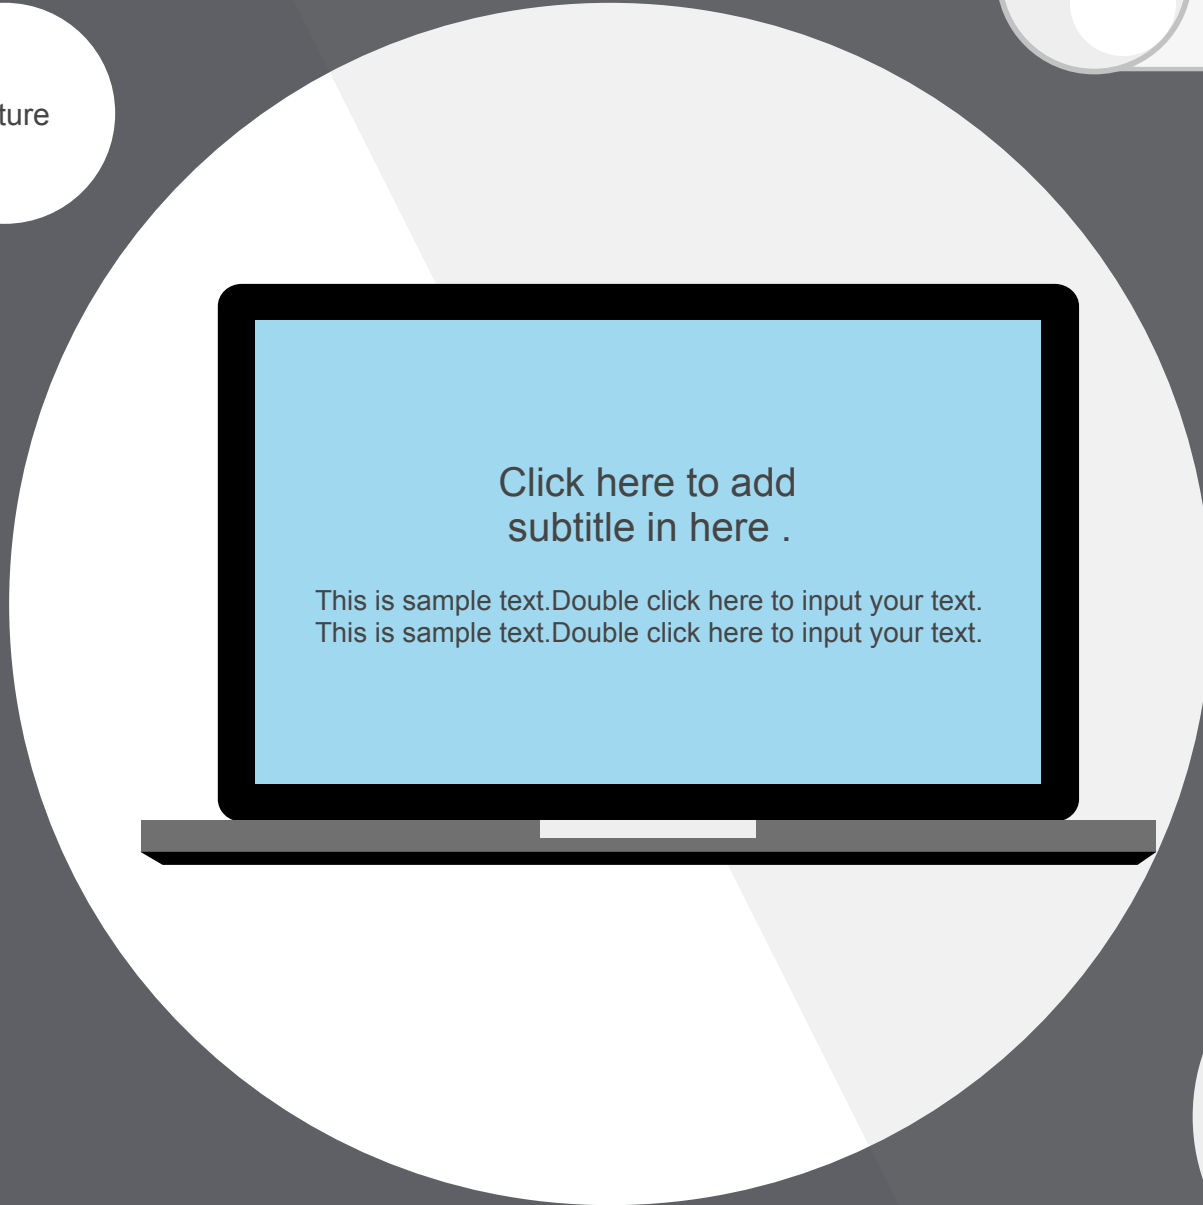 ture
Click here to add
subtitle in here .
This is sample text.Double click here to input your text.
This is sample text.Double click here to input your text.